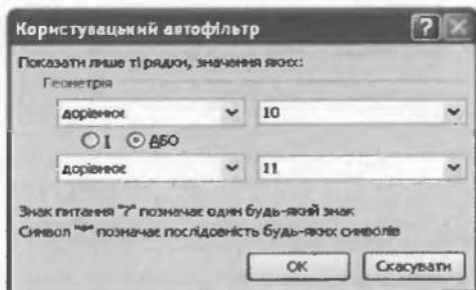 Користувацький автофільтр
Показати лише ті рядки, значення яких:
Геометрія
дорівнює 10
І АБО
дорівнює 11
Знак питання "?" позначає один будь-який знак
Символ "*" позначає послідовність будь-яких символів
ОК Скасувати